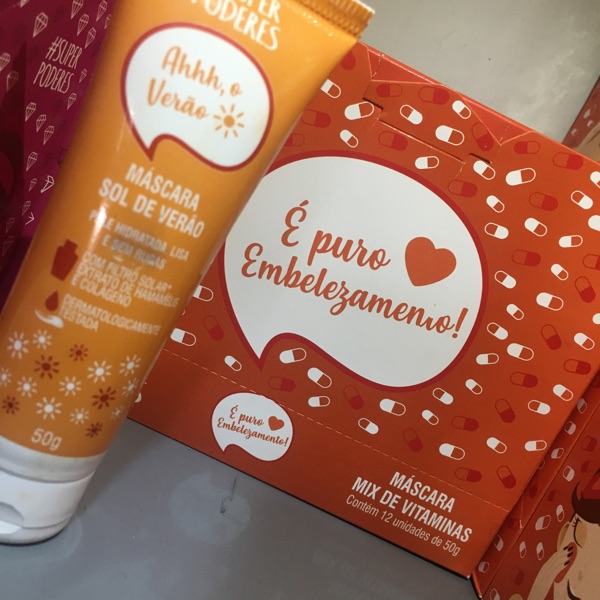 #SUPER
PODERES
SUPER
PODERES
Ahhh, o
Verão
MÁSCARA
SOL DE VERÃO
PELE HIDRATADA, LISA
E SEM RUGAS
COM FILTRO SOLAR*
EXTRATO DE HAMAMÉLIS
E COLÁGENO
DERMATOLOGICAMENTE
TESTADA
50g
É puro
Embelezamento!
É puro
Embelezamento!
MÁSCARA
MIX DE VITAMINAS
Contém 12 unidades de 50g